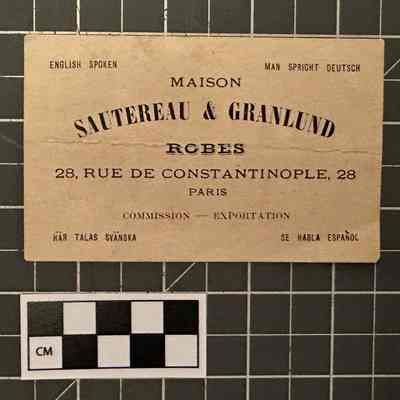 ENGLISH SPOKEN
MAN SPRICHT DEUTSCH
MAISON
SAUTEREAU & GRANLUND
ROBES
28, RUE DE CONSTANTINOPLE, 28
PARIS
COMMISSION — EXPORTATION
HÄR TALAS SVÄNSKA
SE HABLA ESPAÑOL
CM